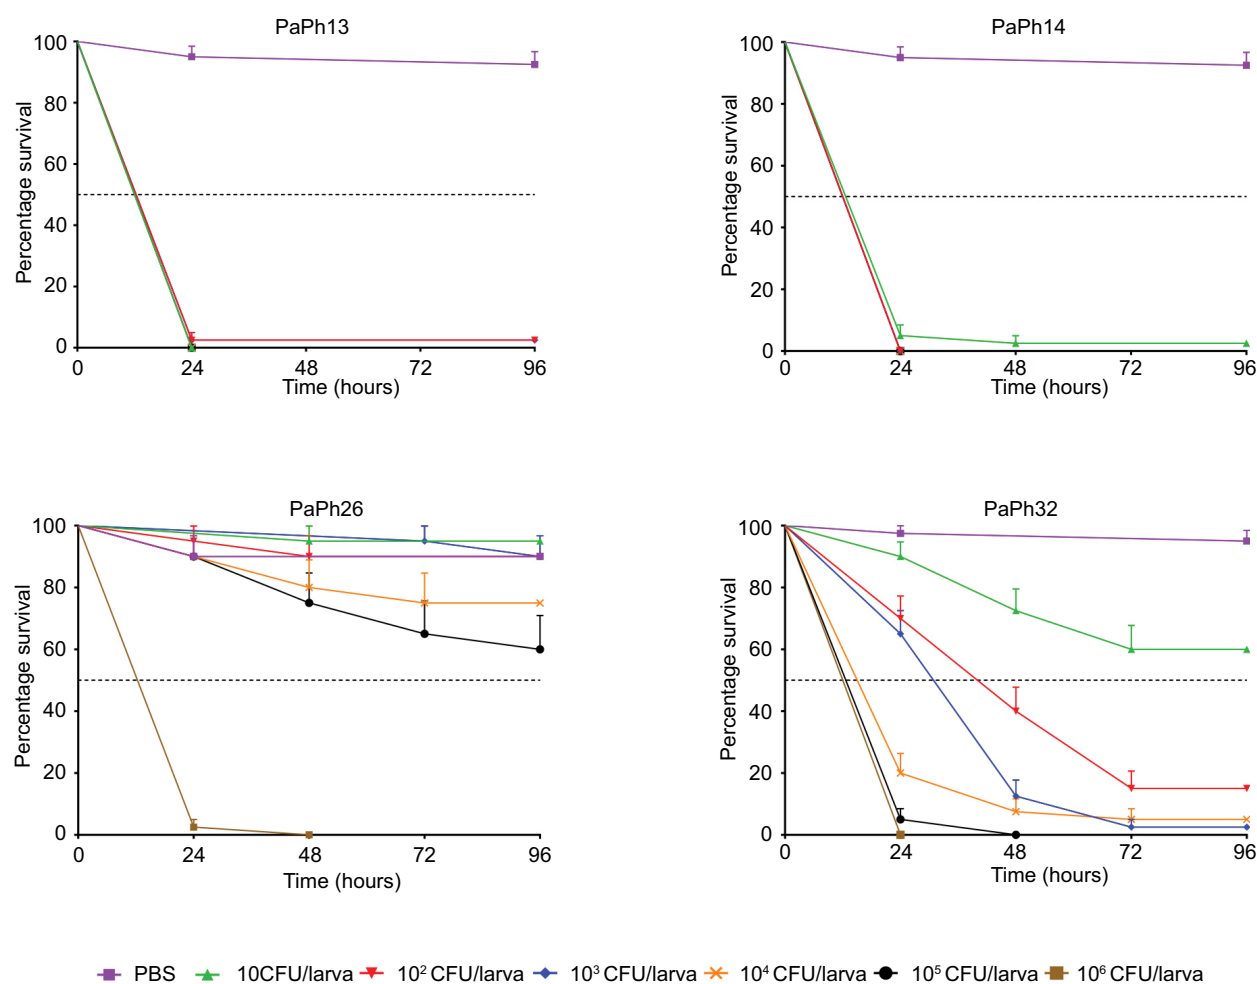 PaPh13
100
80
60
40
20
0
Percentage survival
0 24 48 72 96
Time (hours)
PaPh14
100
80
60
40
20
0
Percentage survival
0 24 48 72 96
Time (hours)
PaPh26
100
80
60
40
20
0
Percentage survival
0 24 48 72 96
Time (hours)
PaPh32
100
80
60
40
20
0
Percentage survival
0 24 48 72 96
Time (hours)
PBS 10CFU/larva 10² CFU/larva 10³ CFU/larva 10⁴ CFU/larva 10⁵ CFU/larva 10⁶ CFU/larva